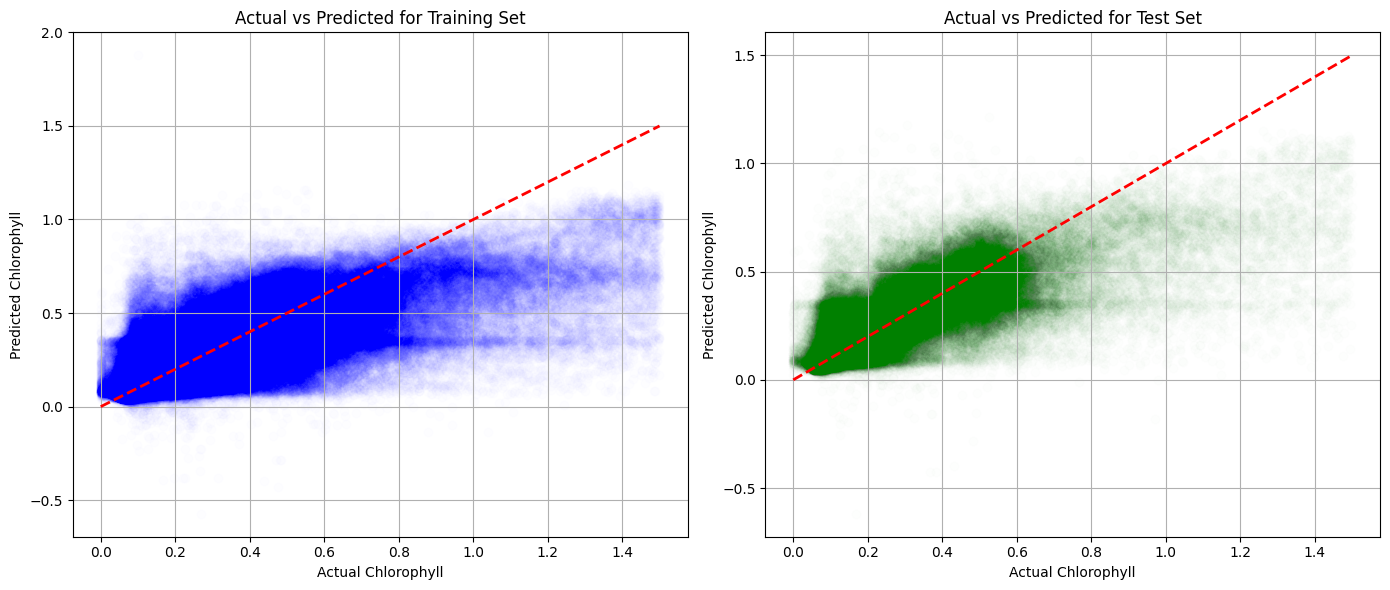 Actual vs Predicted for Training Set
2.0
1.5
1.0
0.5
0.0
−0.5
Predicted Chlorophyll
0.0 0.2 0.4 0.6 0.8 1.0 1.2 1.4
Actual Chlorophyll
Actual vs Predicted for Test Set
1.5
1.0
0.5
0.0
−0.5
Predicted Chlorophyll
0.0 0.2 0.4 0.6 0.8 1.0 1.2 1.4
Actual Chlorophyll